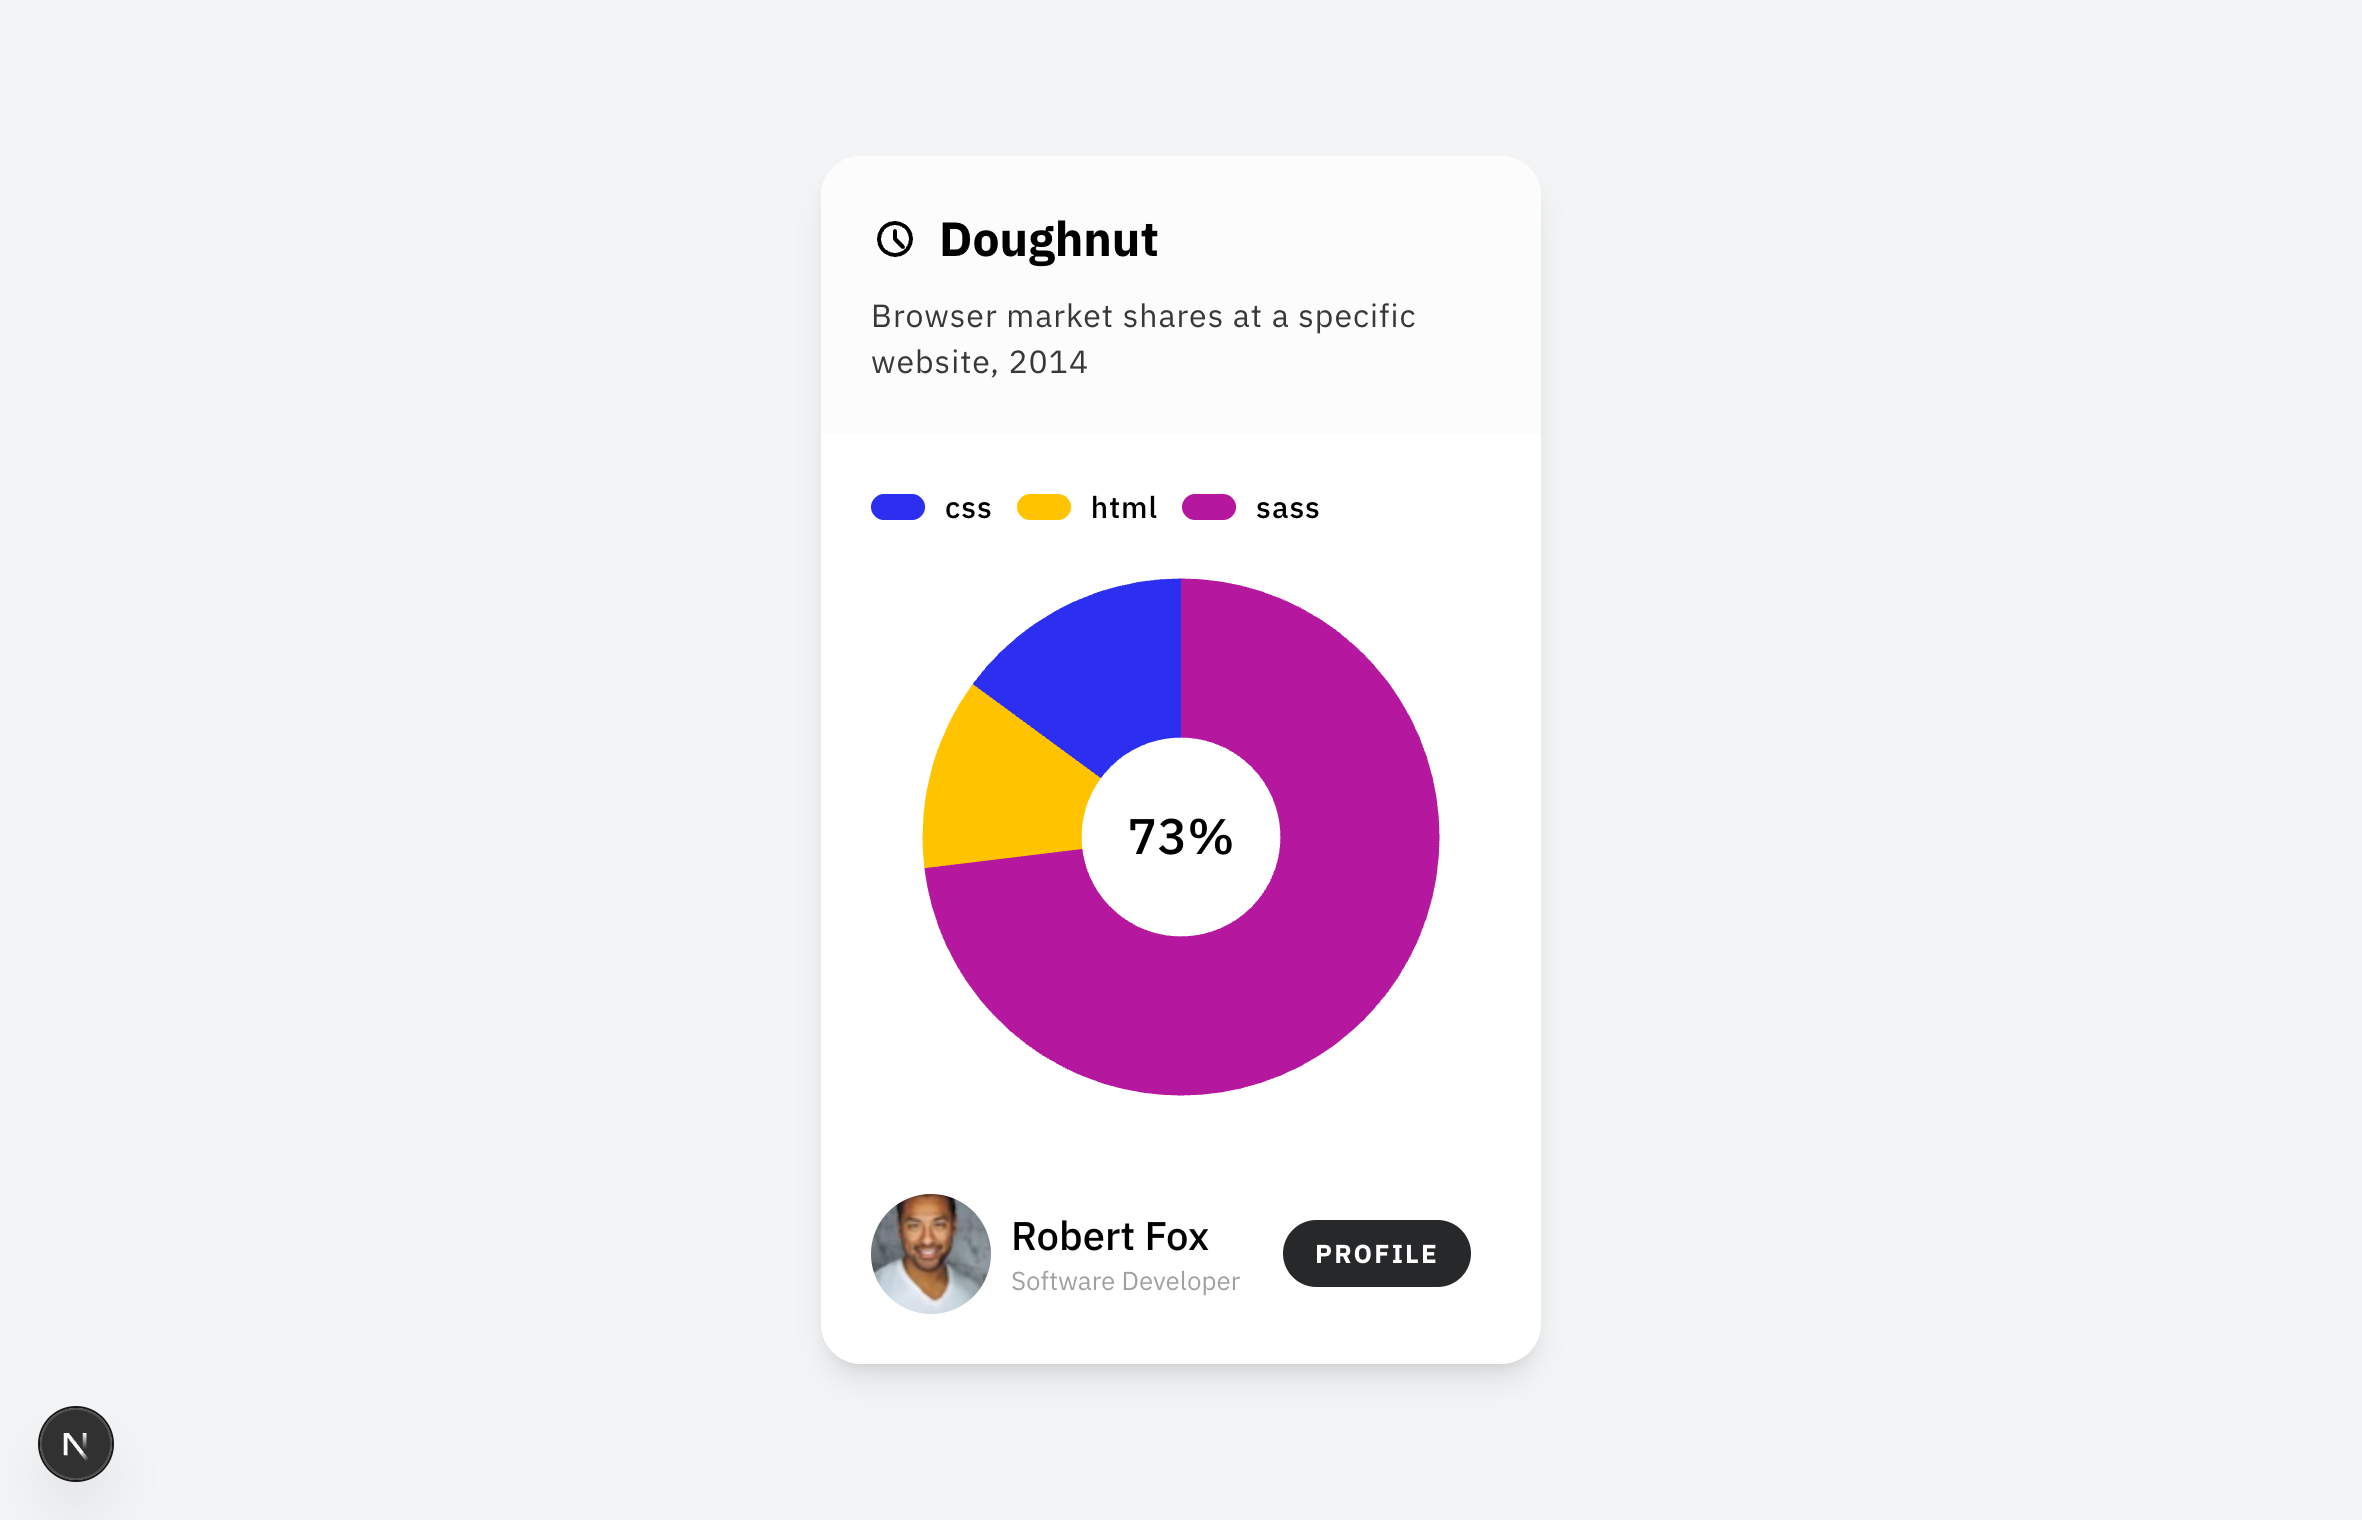 Doughnut
Browser market shares at a specific
website, 2014
css html sass
73%
Robert Fox
Software Developer
PROFILE
N